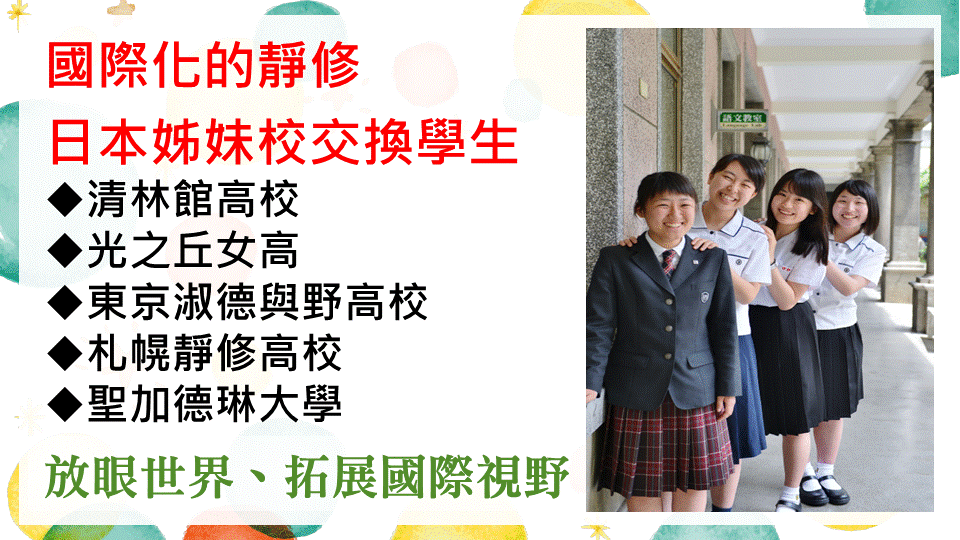 國際化的靜修
日本姊妹校交換學生
◆清林館高校
◆光之丘女高
◆東京淑德與野高校
◆札幌靜修高校
◆聖加德琳大學
放眼世界、拓展國際視野
語文教室